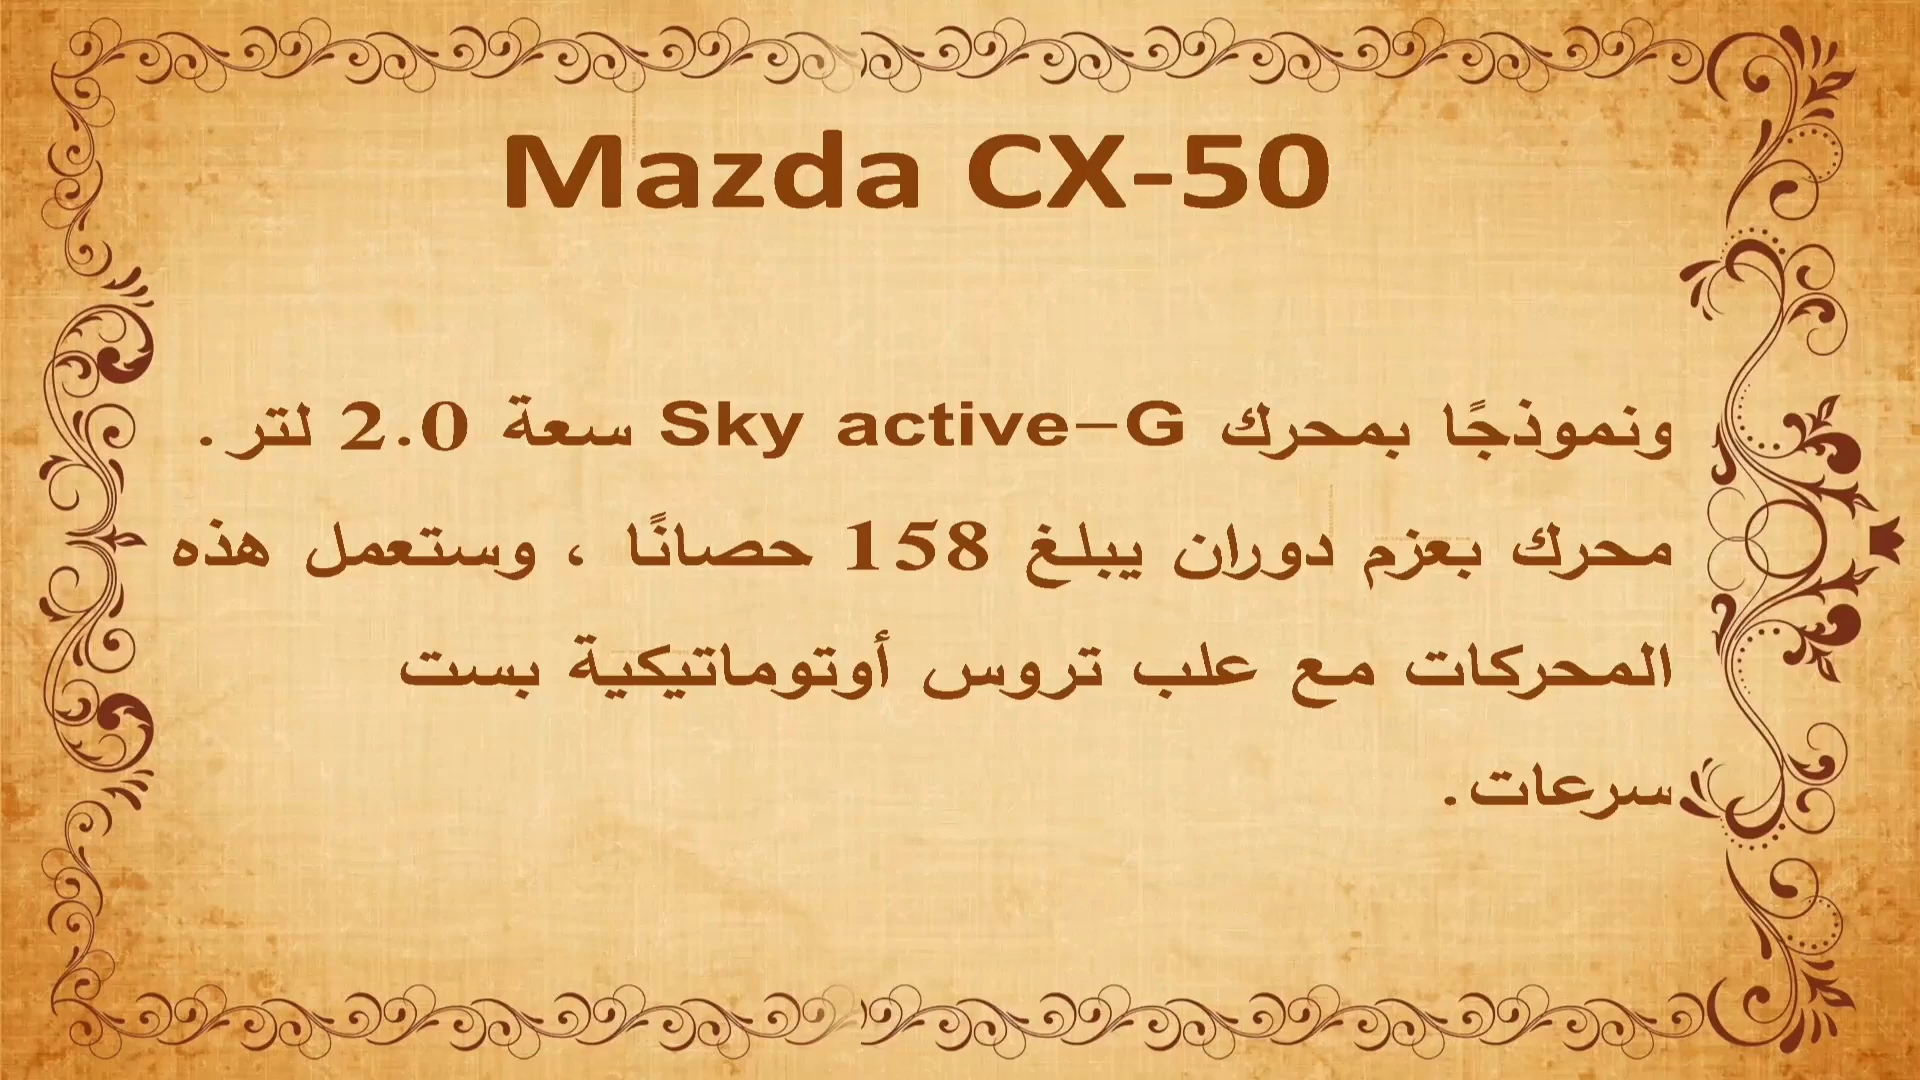 Mazda CX-50
ونموذجًا بمحرك Sky active-G سعة 2.0 لتر.
محرك بعزم دوران يبلغ 158 حصانًا ، وستعمل هذه
المحركات مع علب تروس أوتوماتيكية بست
سرعات.